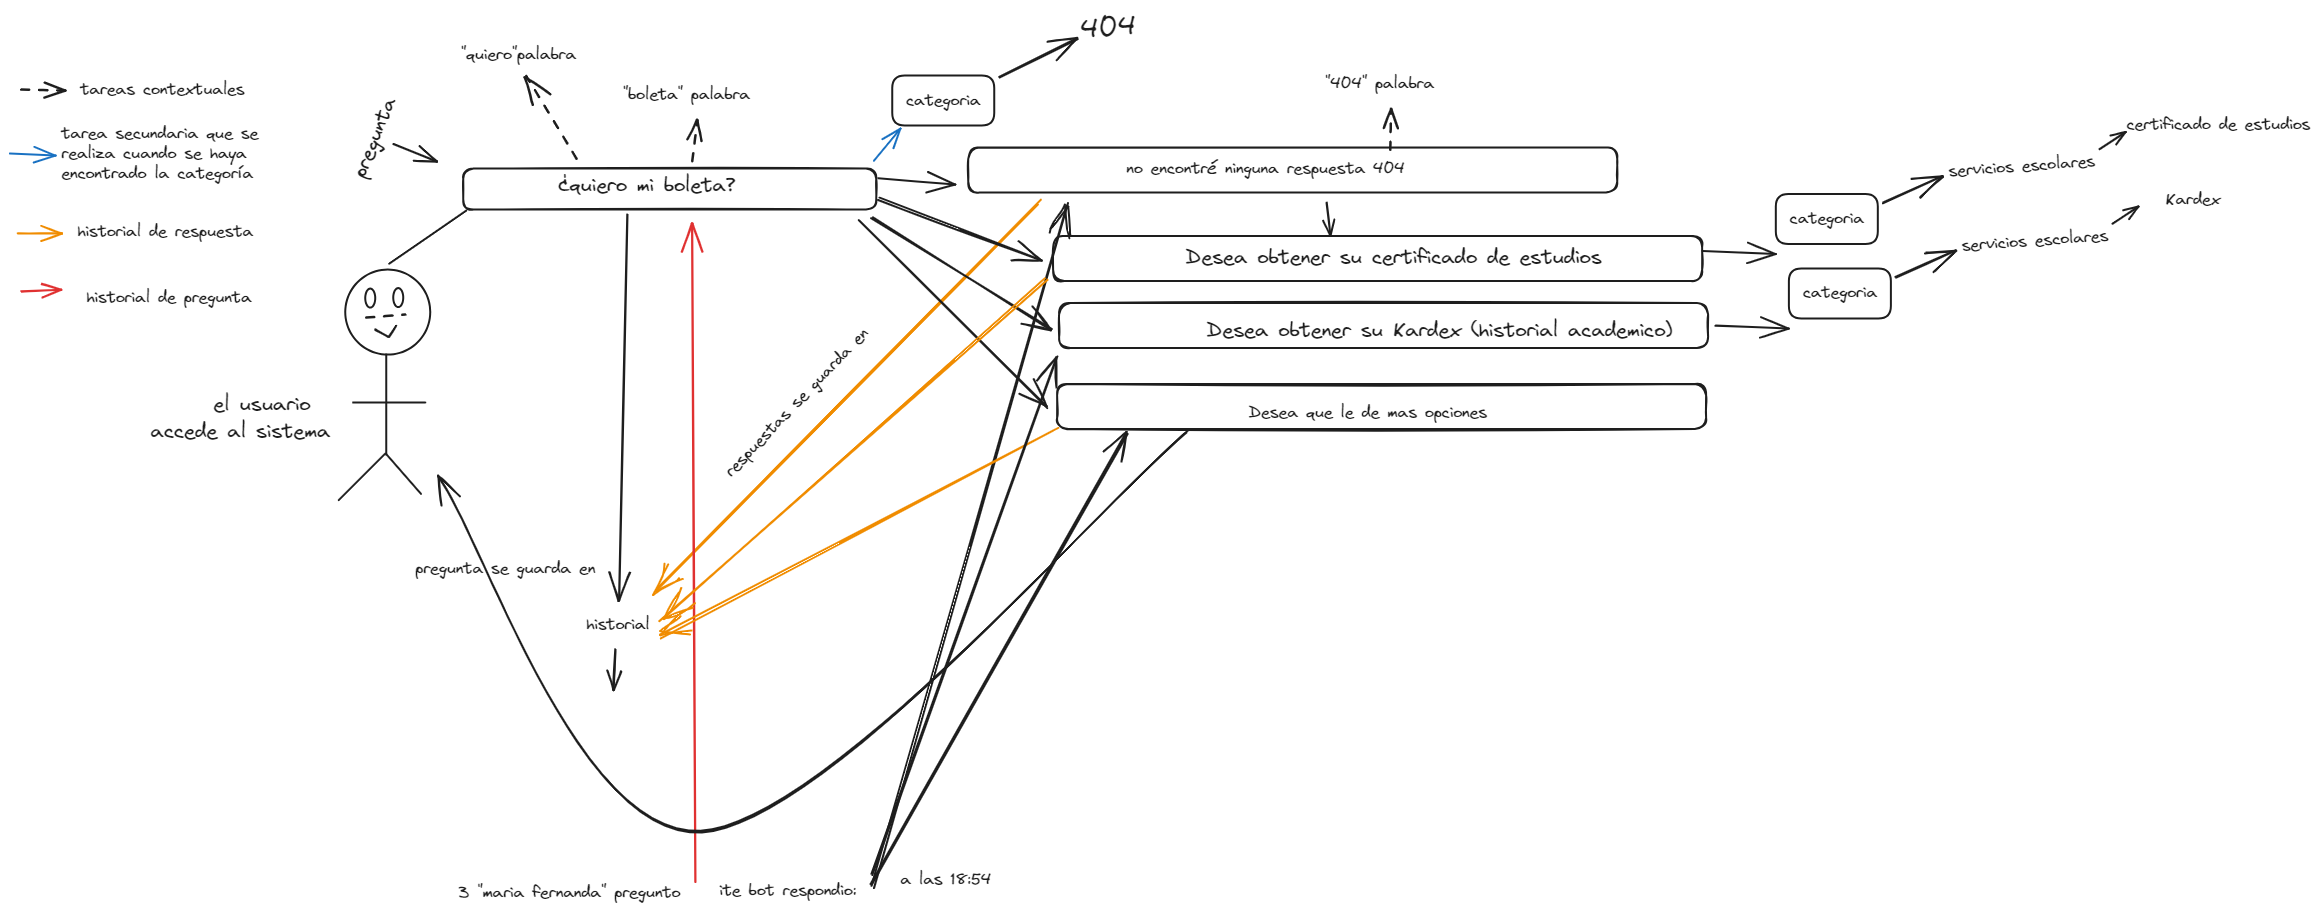 tareas contextuales
tarea secundaria que se
realiza cuando se haya
encontrado la categoría
historial de respuesta
historial de pregunta
pregunta
"quiero"palabra
"boleta" palabra
¿quiero mi boleta?
categoria
404
"404" palabra
no encontré ninguna respuesta 404
Desea obtener su certificado de estudios
Desea obtener su Kardex (historial academico)
Desea que le de mas opciones
categoria
servicios escolares
certificado de estudios
categoria
servicios escolares
Kardex
el usuario
accede al sistema
respuestas se guarda en
pregunta se guarda en
historial
3 "maria fernanda" pregunto
ite bot respondio:
a las 18:54